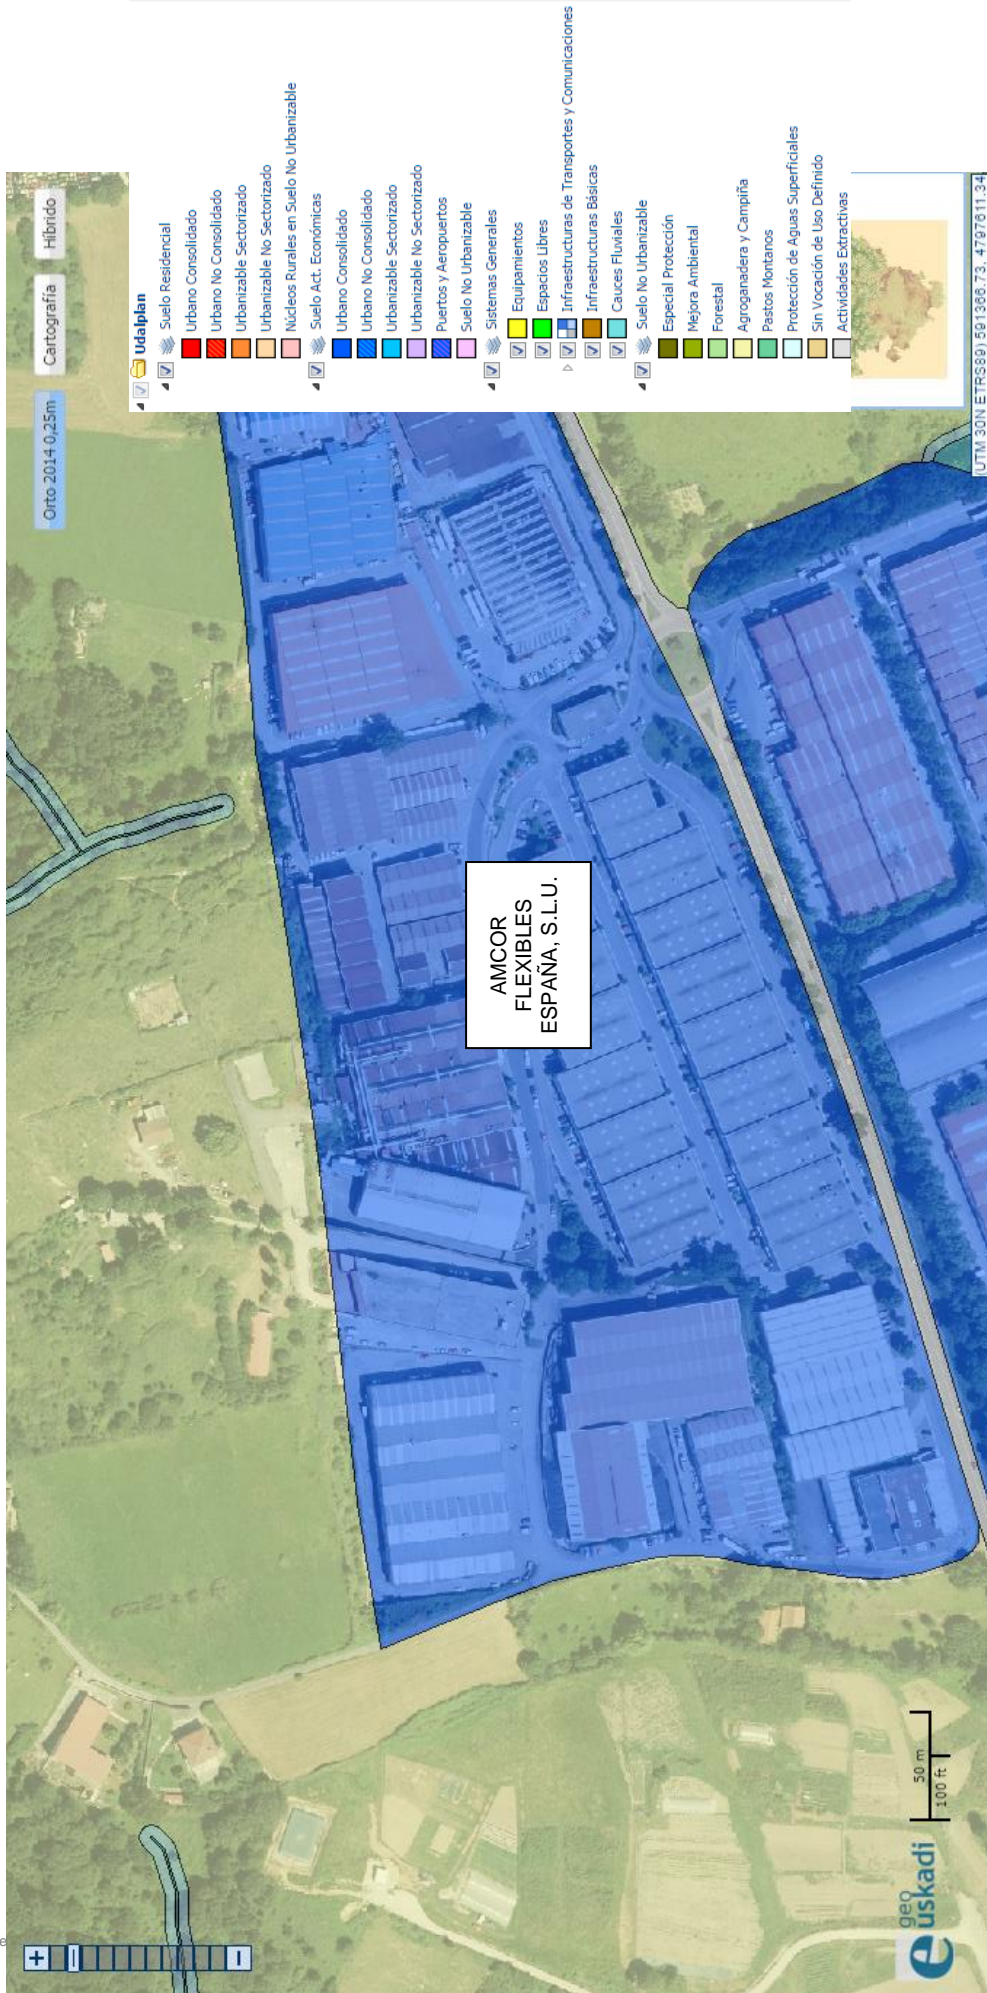 Orto 2014 0,25m
Cartografía
Híbrido
Udalplan
Suelo Residencial
Urbano Consolidado
Urbano No Consolidado
Urbanizable Sectorizado
Urbanizable No Sectorizado
Núcleos Rurales en Suelo No Urbanizable
Suelo Act. Económicas
Urbano Consolidado
Urbano No Consolidado
Urbanizable Sectorizado
Urbanizable No Sectorizado
Puertos y Aeropuertos
Suelo No Urbanizable
Sistemas Generales
Equipamientos
Espacios Libres
Infraestructuras de Transportes y Comunicaciones
Infraestructuras Básicas
Cauces Fluviales
Suelo No Urbanizable
Especial Protección
Mejora Ambiental
Forestal
Agroganadera y Campiña
Pastos Montanos
Protección de Aguas Superficiales
Sin Vocación de Uso Definido
Actividades Extractivas
AMCOR
FLEXIBLES
ESPAÑA, S.L.U.
50 m
100 ft
geo
euskadi
(UTM 30N ETRS89) 591366.73, 4797611.34
e